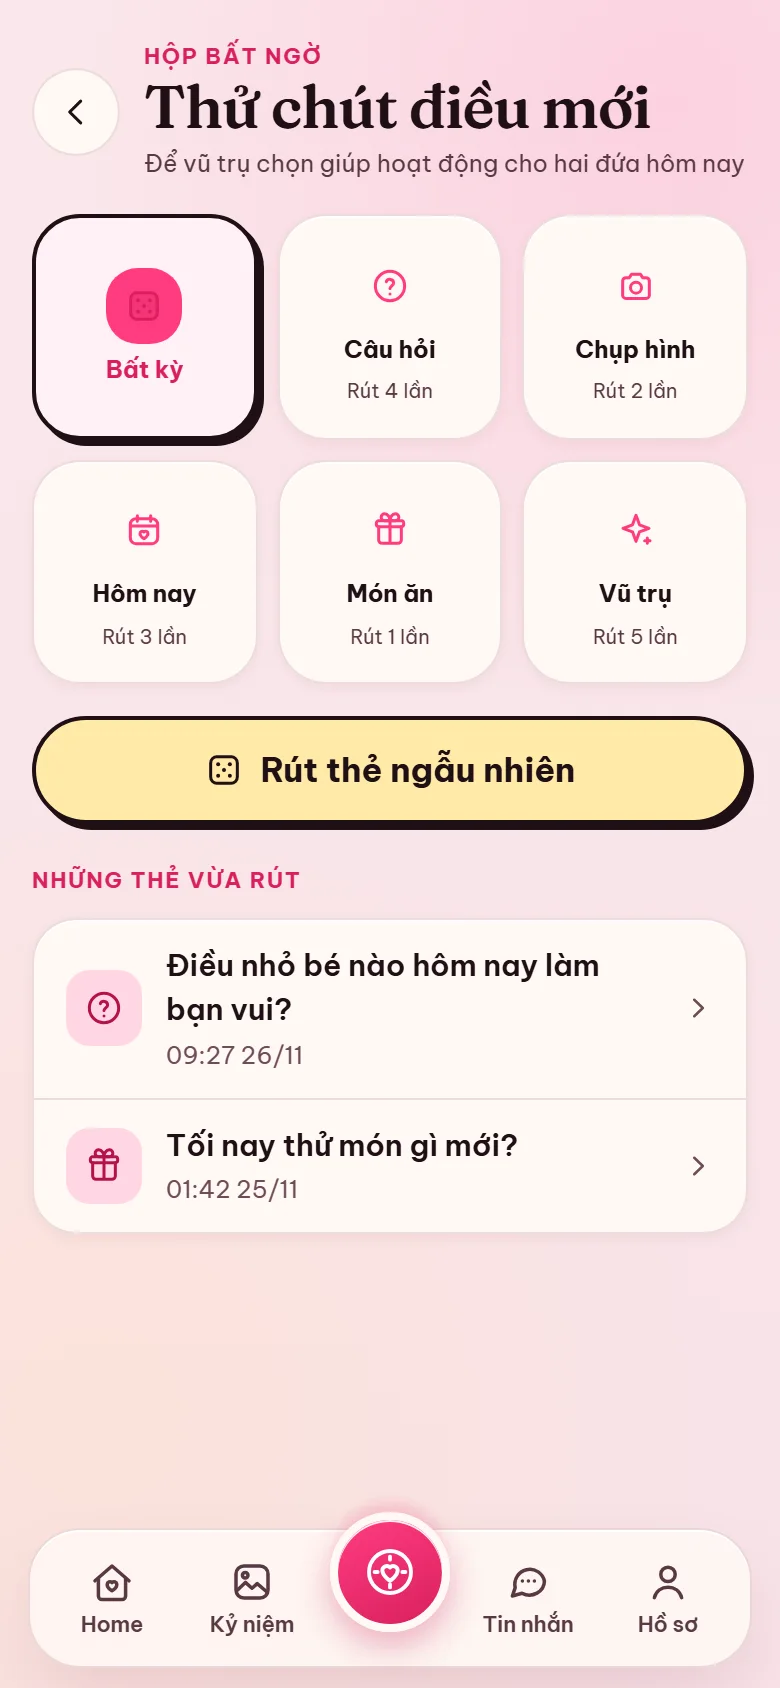 HỘP BẤT NGỜ
Thử chút điều mới
Để vũ trụ chọn giúp hoạt động cho hai đứa hôm nay
Bất kỳ
Câu hỏi
Rút 4 lần
Chụp hình
Rút 2 lần
Hôm nay
Rút 3 lần
Món ăn
Rút 1 lần
Vũ trụ
Rút 5 lần
Rút thẻ ngẫu nhiên
NHỮNG THẺ VỪA RÚT
Điều nhỏ bé nào hôm nay làm
bạn vui?
09:27 26/11
Tối nay thử món gì mới?
01:42 25/11
Home
Kỷ niệm
Tin nhắn
Hồ sơ